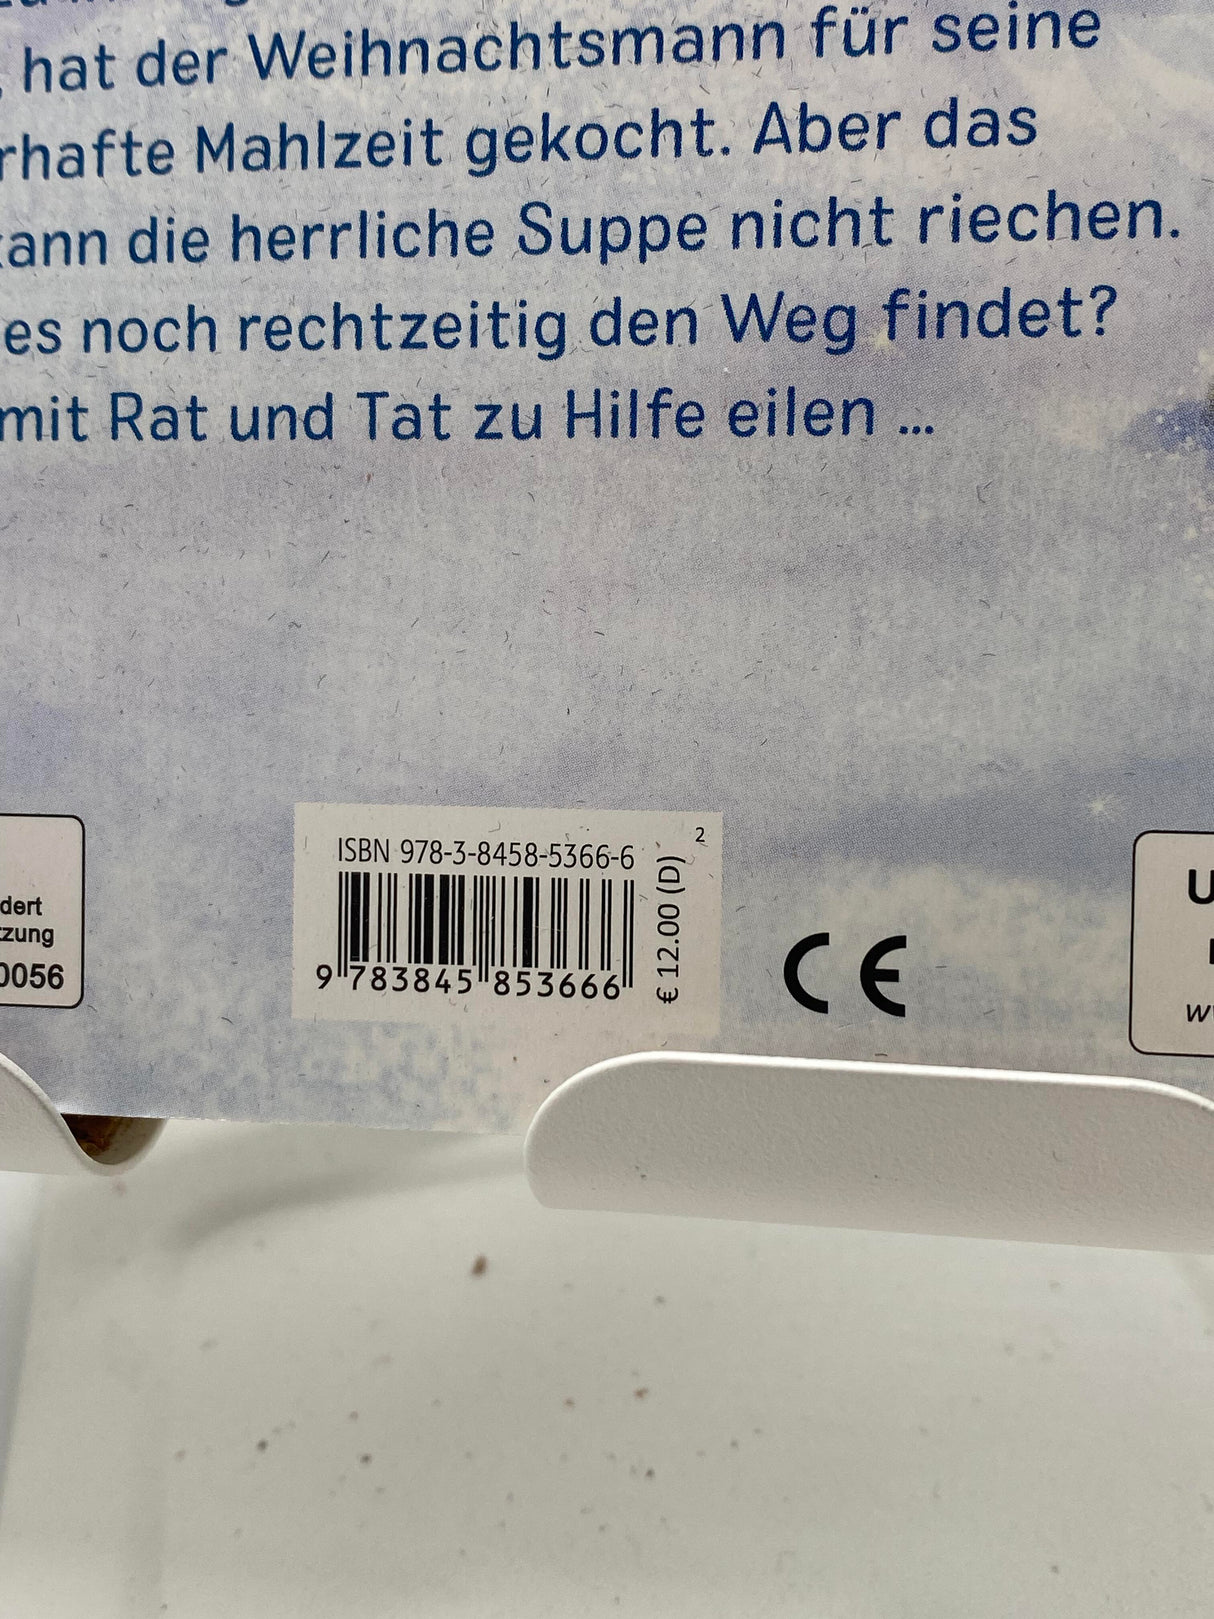 hat der Weihnachtsmann für seine
rhafte Mahlzeit gekocht. Aber das
ann die herrliche Suppe nicht riechen.
es noch rechtzeitig den Weg findet?
mit Rat und Tat zu Hilfe eilen ...
dert
zung
0056
ISBN 978-3-8458-5366-6
2
9 783845 853666
€ 12.00 (D)
CE
U
w